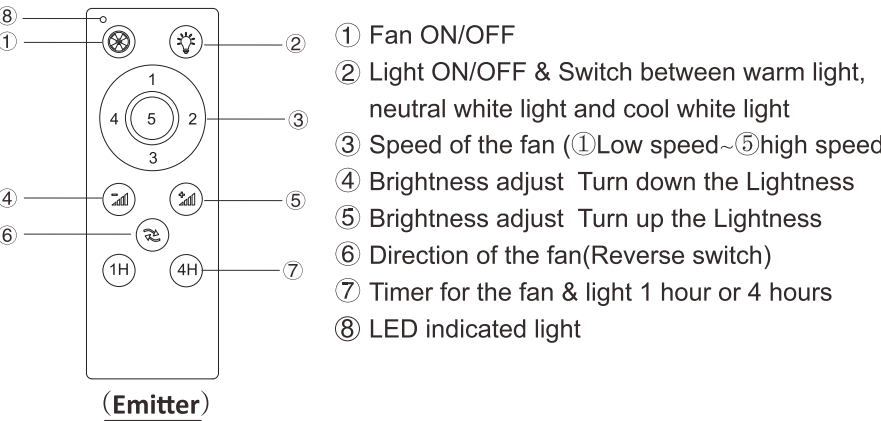 ⑧
①
②
1
4 5 2
③
3
④
⑤
⑥
1H 4H
⑦
(Emitter)
① Fan ON/OFF
② Light ON/OFF & Switch between warm light,
neutral white light and cool white light
③ Speed of the fan (①Low speed~⑤high speed
④ Brightness adjust Turn down the Lightness
⑤ Brightness adjust Turn up the Lightness
⑥ Direction of the fan(Reverse switch)
⑦ Timer for the fan & light 1 hour or 4 hours
⑧ LED indicated light